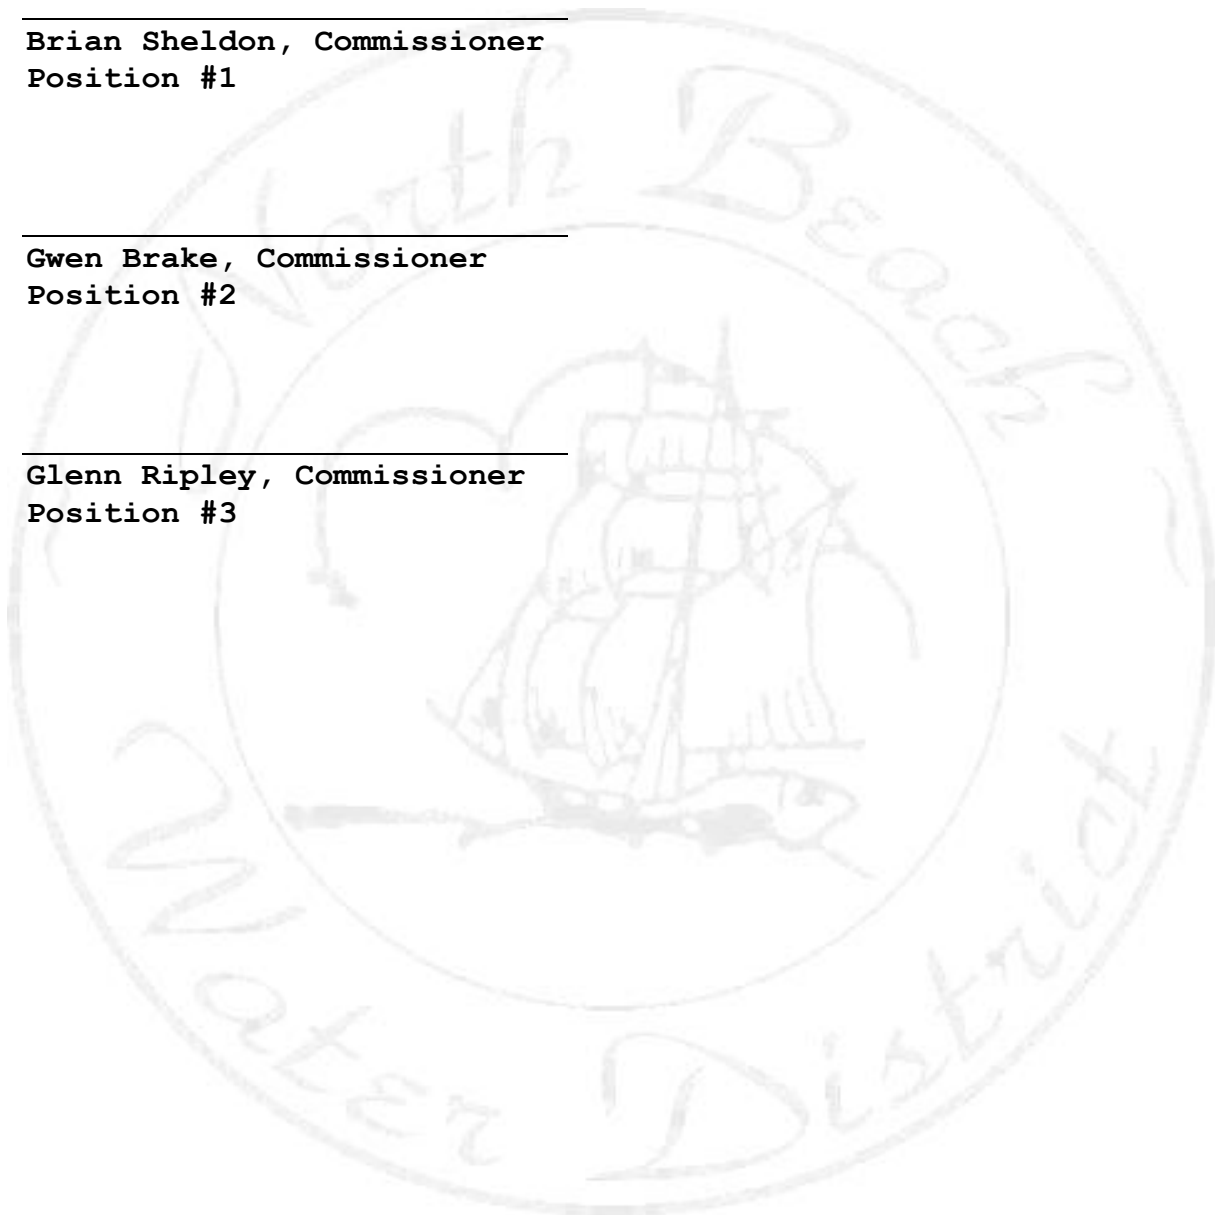 Brian Sheldon, Commissioner
Position #1
Gwen Brake, Commissioner
Position #2
Glenn Ripley, Commissioner
Position #3
North Beach
Water District